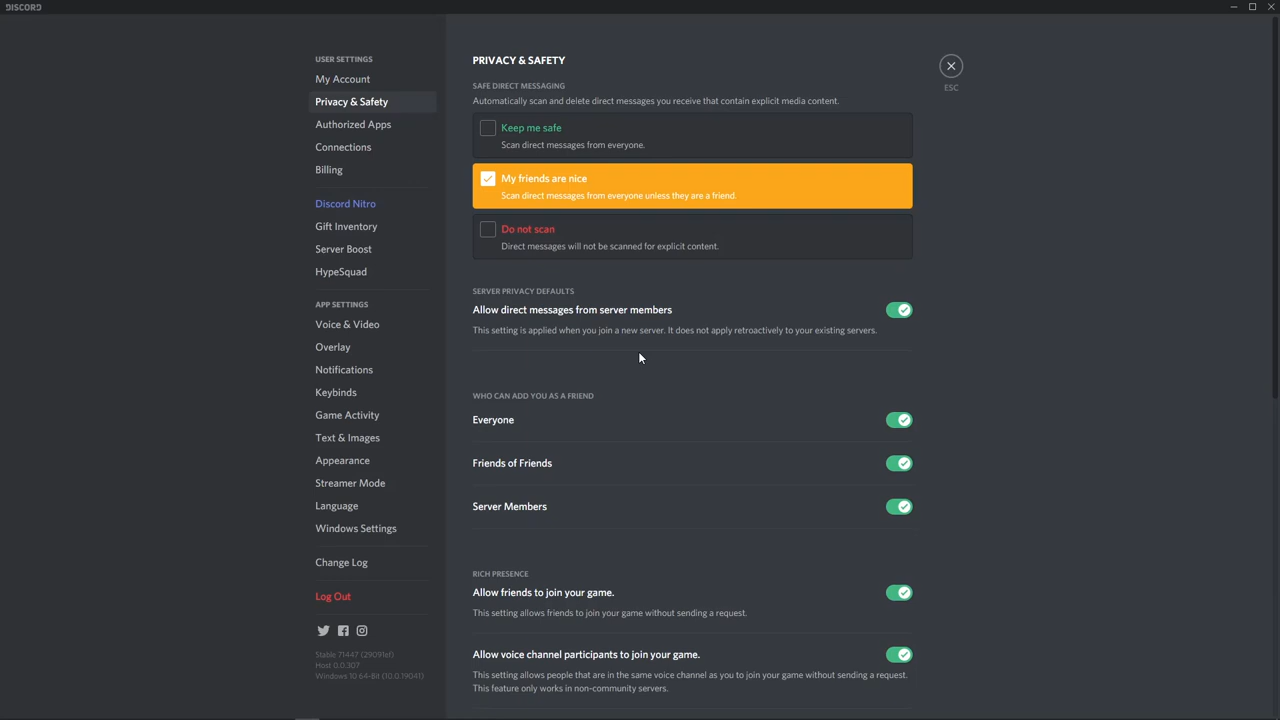 DISCORD
USER SETTINGS
My Account
Privacy & Safety
Authorized Apps
Connections
Billing
Discord Nitro
Gift Inventory
Server Boost
HypeSquad
APP SETTINGS
Voice & Video
Overlay
Notifications
Keybinds
Game Activity
Text & Images
Appearance
Streamer Mode
Language
Windows Settings
Change Log
Log Out
Stable 71447 (29091ef)
Host 0.0.307
Windows 10 64-Bit (10.0.19041)
PRIVACY & SAFETY
SAFE DIRECT MESSAGING
Automatically scan and delete direct messages you receive that contain explicit media content.
Keep me safe
Scan direct messages from everyone.
My friends are nice
Scan direct messages from everyone unless they are a friend.
Do not scan
Direct messages will not be scanned for explicit content.
SERVER PRIVACY DEFAULTS
Allow direct messages from server members
This setting is applied when you join a new server. It does not apply retroactively to your existing servers.
WHO CAN ADD YOU AS A FRIEND
Everyone
Friends of Friends
Server Members
RICH PRESENCE
Allow friends to join your game.
This setting allows friends to join your game without sending a request.
Allow voice channel participants to join your game.
This setting allows people that are in the same voice channel as you to join your game without sending a request.
This feature only works in non-community servers.
ESC